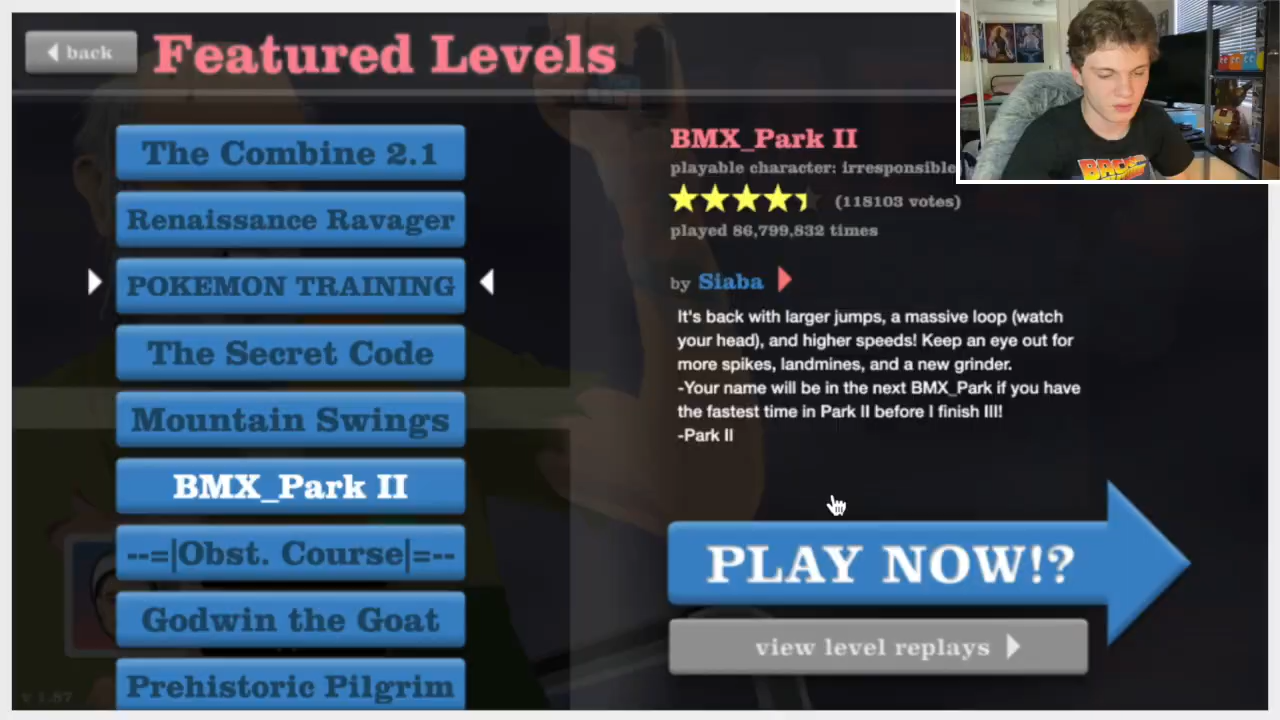 back
Featured Levels
The Combine 2.1
Renaissance Ravager
POKEMON TRAINING
The Secret Code
Mountain Swings
BMX_Park II
--=|Obst. Course|=--
Godwin the Goat
Prehistoric Pilgrim
v 1.87
BMX_Park II
playable character: irresponsible
(118103 votes)
played 86,799,832 times
by Siaba
It's back with larger jumps, a massive loop (watch
your head), and higher speeds! Keep an eye out for
more spikes, landmines, and a new grinder.
-Your name will be in the next BMX_Park if you have
the fastest time in Park II before I finish III!
-Park II
PLAY NOW!?
view level replays
BACK